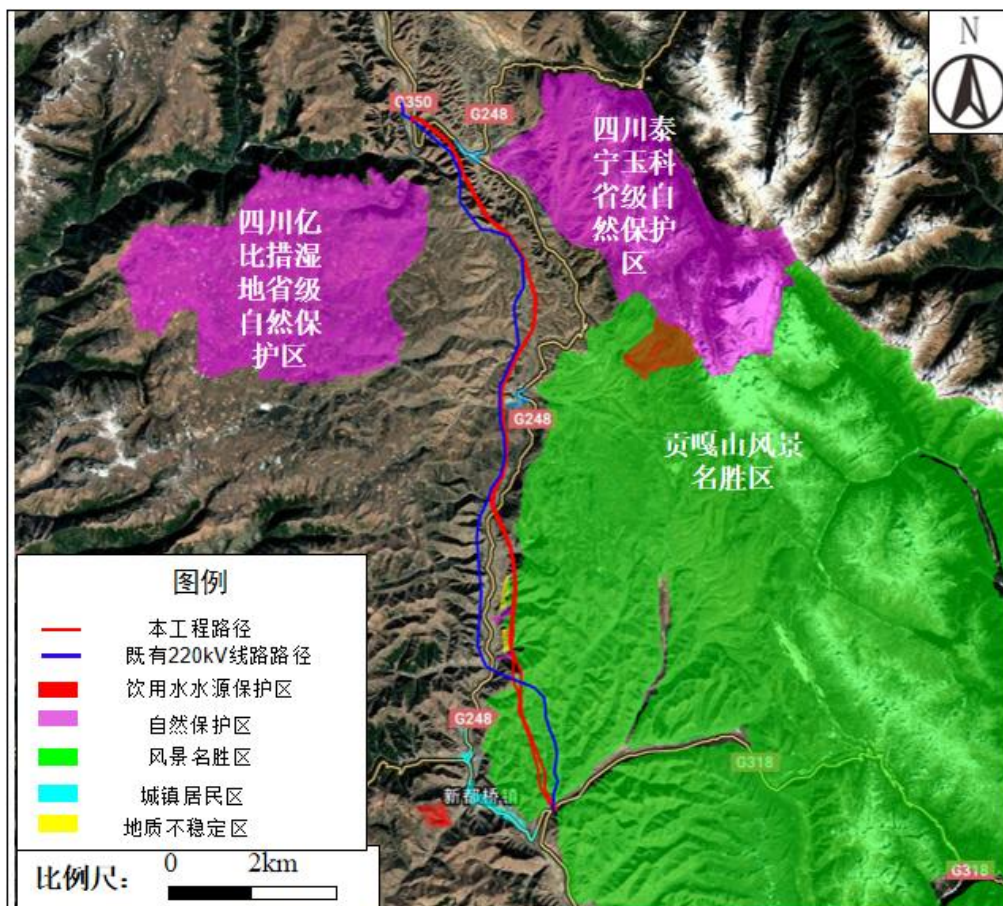 N
G350
G248
四川泰
宁玉科
省级自
然保护
区
四川亿
比措湿
地省级
自然保
护区
G248
贡嘎山风景
名胜区
图例
本工程路径
既有220kV线路路径
饮用水水源保护区
自然保护区
风景名胜区
城镇居民区
地质不稳定区
G248
G318
新都桥镇
G318
比例尺：
0 2km